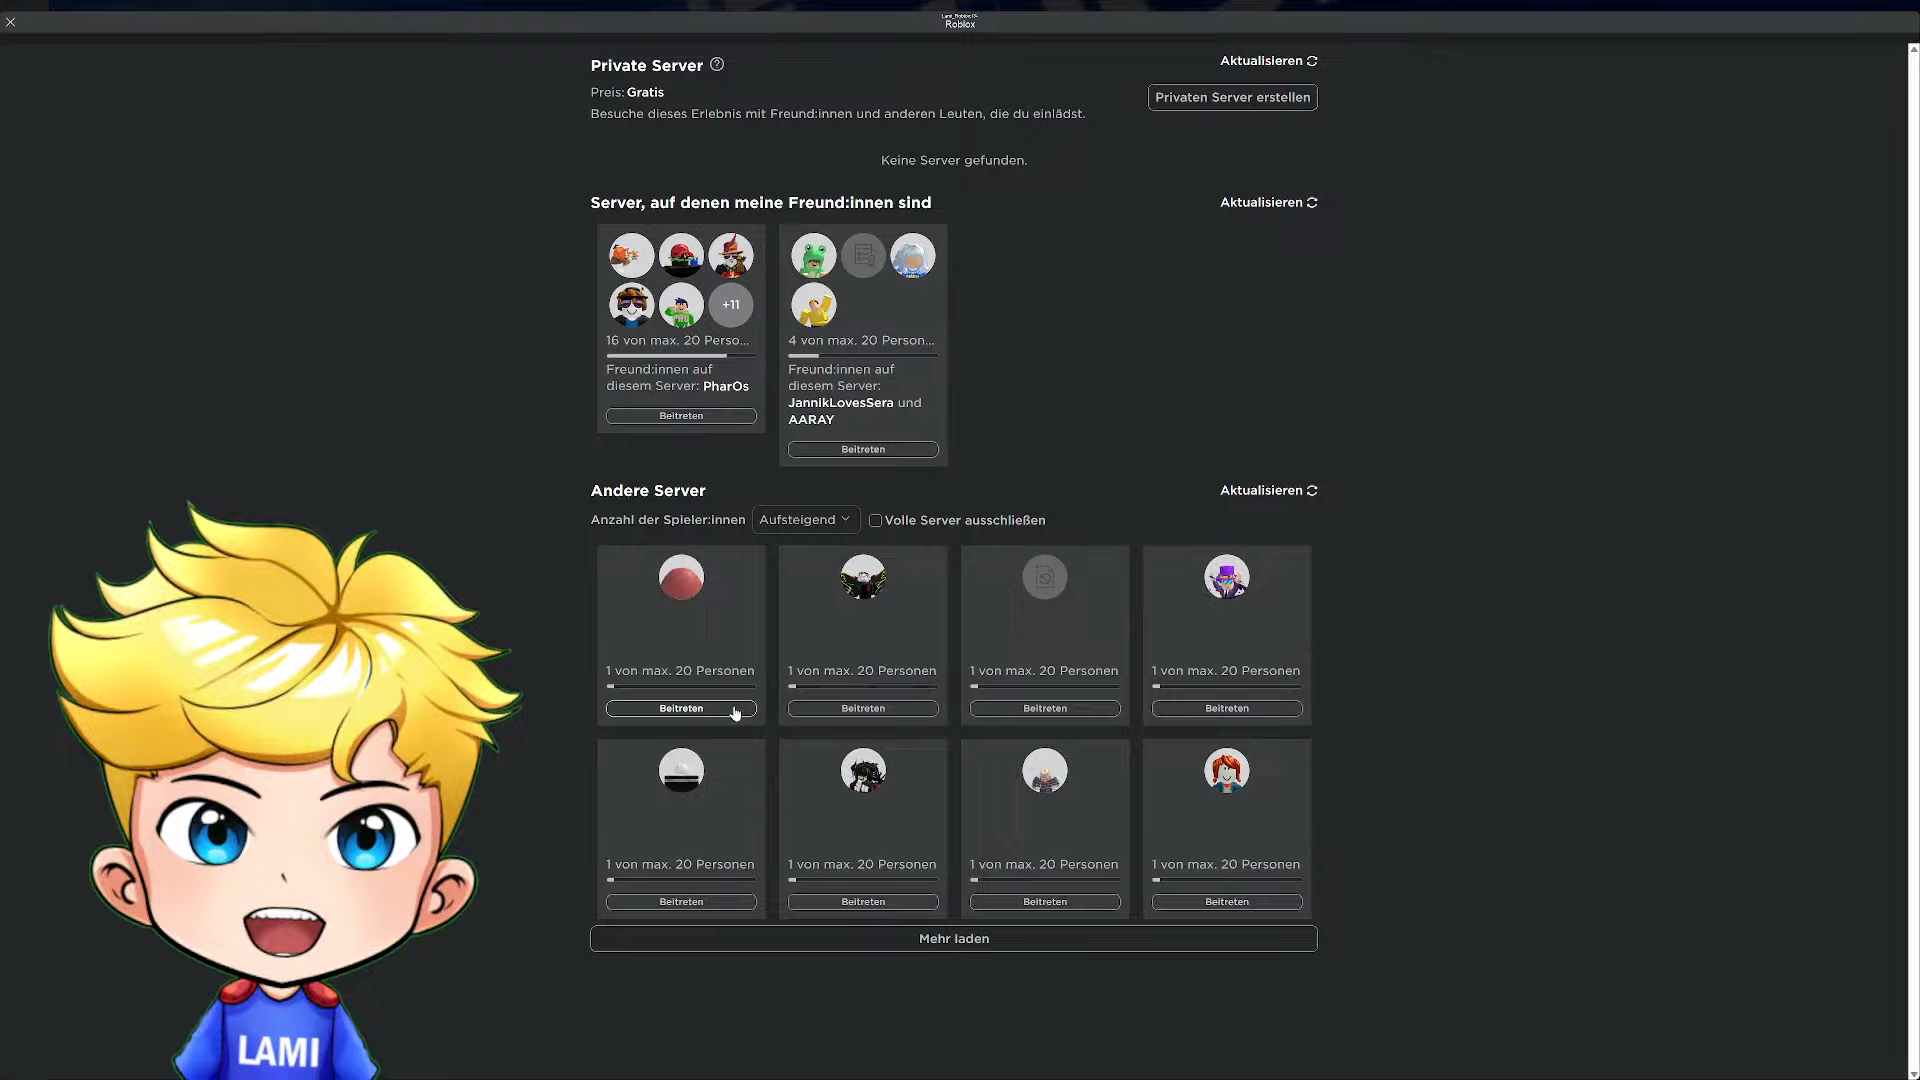 Roblox
Private Server
Aktualisieren
Preis: Gratis
Privaten Server erstellen
Besuche dieses Erlebnis mit Freund:innen und anderen Leuten, die du einlädst.
Keine Server gefunden.
Server, auf denen meine Freund:innen sind
Aktualisieren
+11
16 von max. 20 Perso...
Freund:innen auf
diesem Server: PharOs
Beitreten
4 von max. 20 Person...
Freund:innen auf
diesem Server:
JannikLovesSera und
AARAY
Beitreten
Andere Server
Aktualisieren
Anzahl der Spieler:innen
Aufsteigend
Volle Server ausschließen
1 von max. 20 Personen
1 von max. 20 Personen
1 von max. 20 Personen
1 von max. 20 Personen
Beitreten
Beitreten
Beitreten
Beitreten
1 von max. 20 Personen
1 von max. 20 Personen
1 von max. 20 Personen
1 von max. 20 Personen
Beitreten
Beitreten
Beitreten
Beitreten
Mehr laden
LAMI